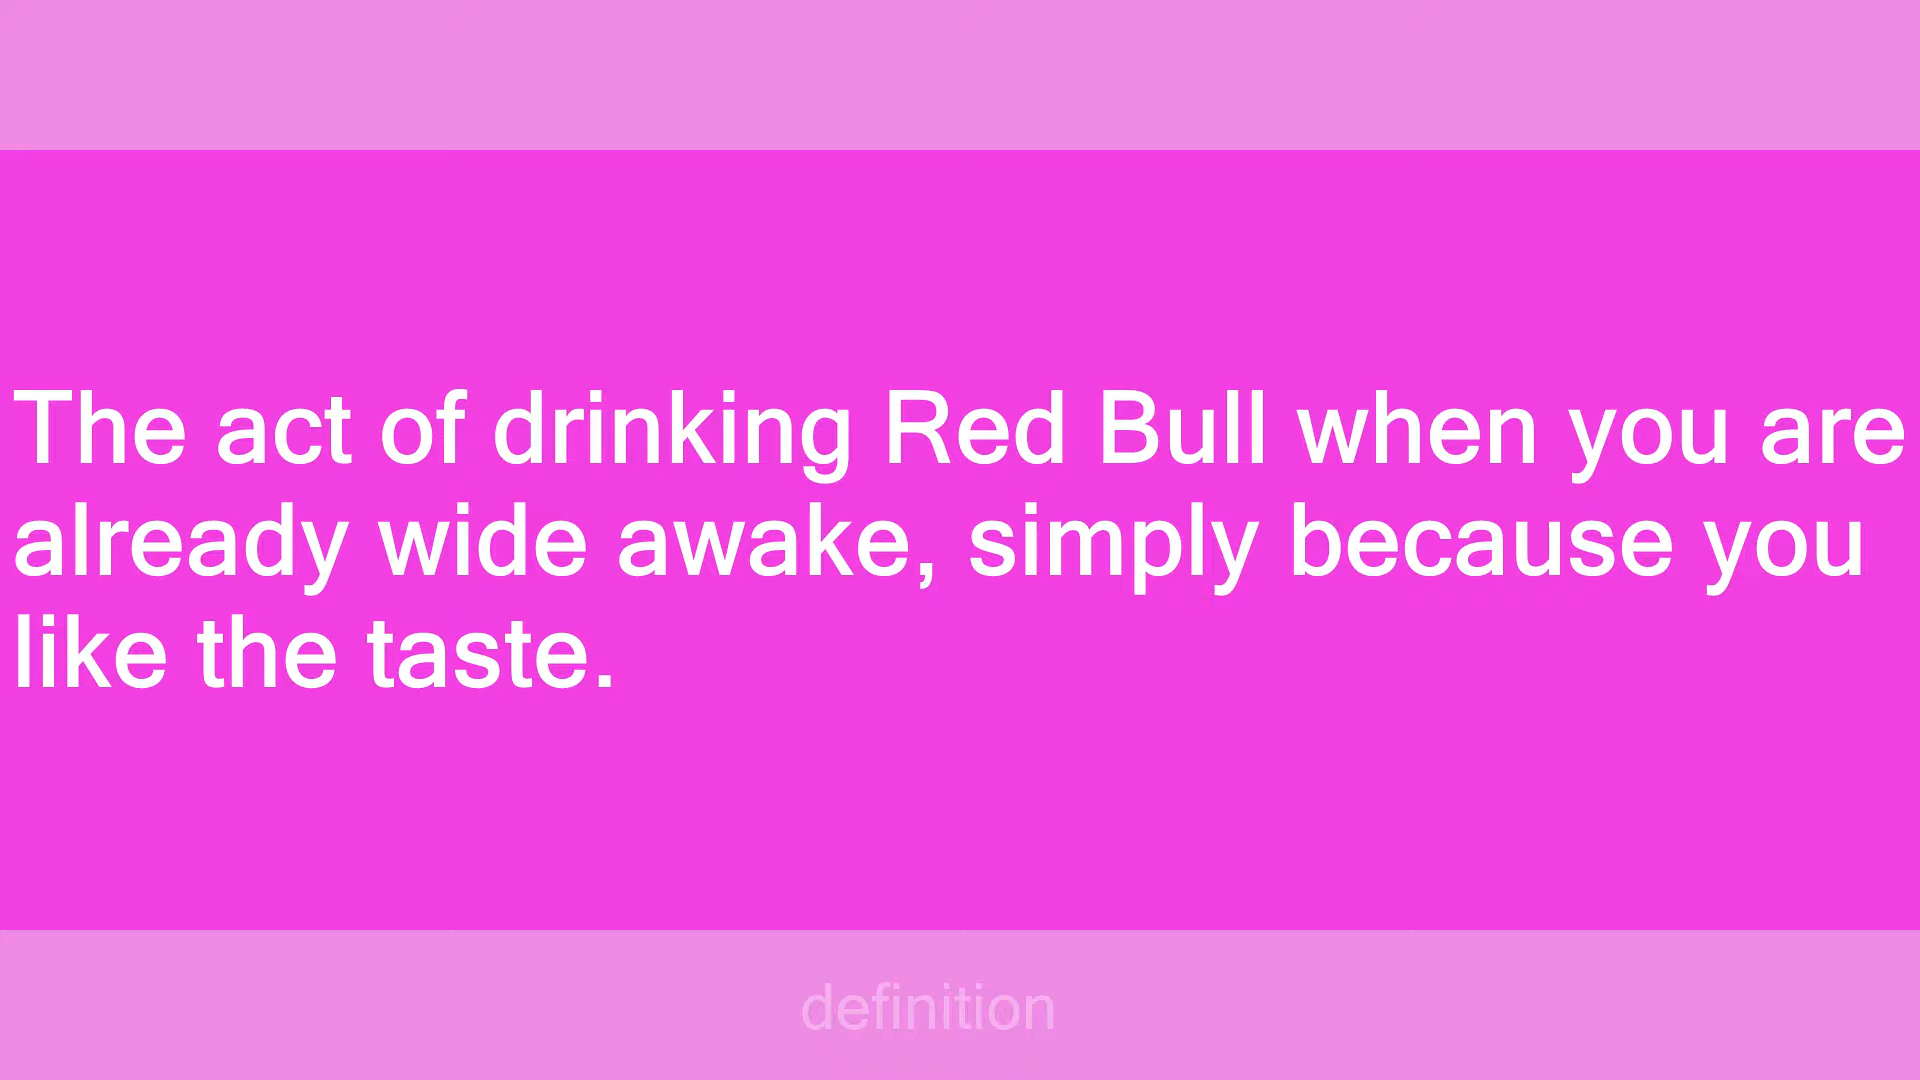 The act of drinking Red Bull when you are
already wide awake, simply because you
like the taste.
definition